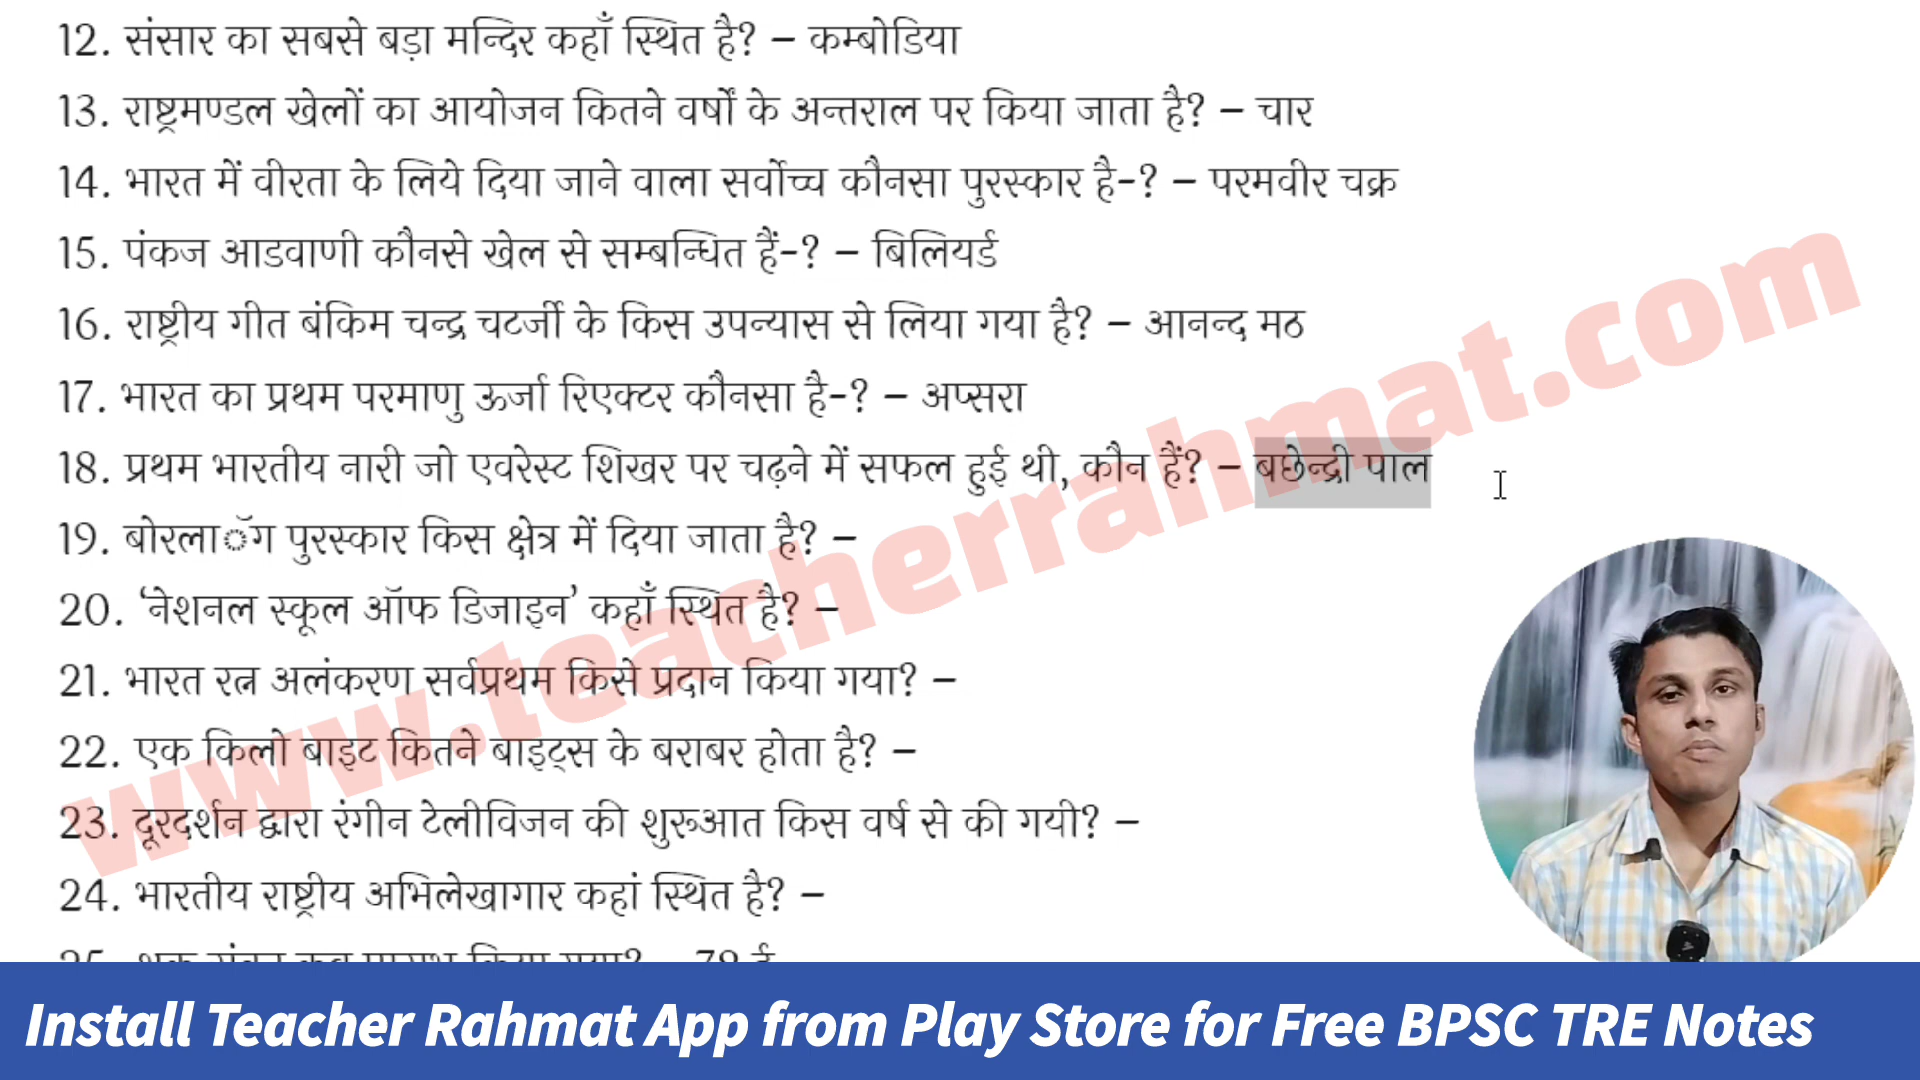 12. संसार का सबसे बड़ा मन्दिर कहाँ स्थित है? – कम्बोडिया
13. राष्ट्रमण्डल खेलों का आयोजन कितने वर्षों के अन्तराल पर किया जाता है? – चार
14. भारत में वीरता के लिये दिया जाने वाला सर्वोच्च कौनसा पुरस्कार है-? – परमवीर चक्र
15. पंकज आडवाणी कौनसे खेल से सम्बन्धित हैं-? – बिलियर्ड
16. राष्ट्रीय गीत बंकिम चन्द्र चटर्जी के किस उपन्यास से लिया गया है? – आनन्द मठ
17. भारत का प्रथम परमाणु ऊर्जा रिएक्टर कौनसा है-? – अप्सरा
18. प्रथम भारतीय नारी जो एवरेस्ट शिखर पर चढ़ने में सफल हुई थी, कौन हैं? – बछेन्द्री पाल
19. बोरलाॅग पुरस्कार किस क्षेत्र में दिया जाता है? –
20. ‘नेशनल स्कूल ऑफ डिजाइन’ कहाँ स्थित है? –
21. भारत रत्न अलंकरण सर्वप्रथम किसे प्रदान किया गया? –
22. एक किलो बाइट कितने बाइट्स के बराबर होता है? –
23. दूरदर्शन द्वारा रंगीन टेलीविजन की शुरूआत किस वर्ष से की गयी? –
24. भारतीय राष्ट्रीय अभिलेखागार कहां स्थित है? –
www.teacherrahmat.com
Install Teacher Rahmat App from Play Store for Free BPSC TRE Notes